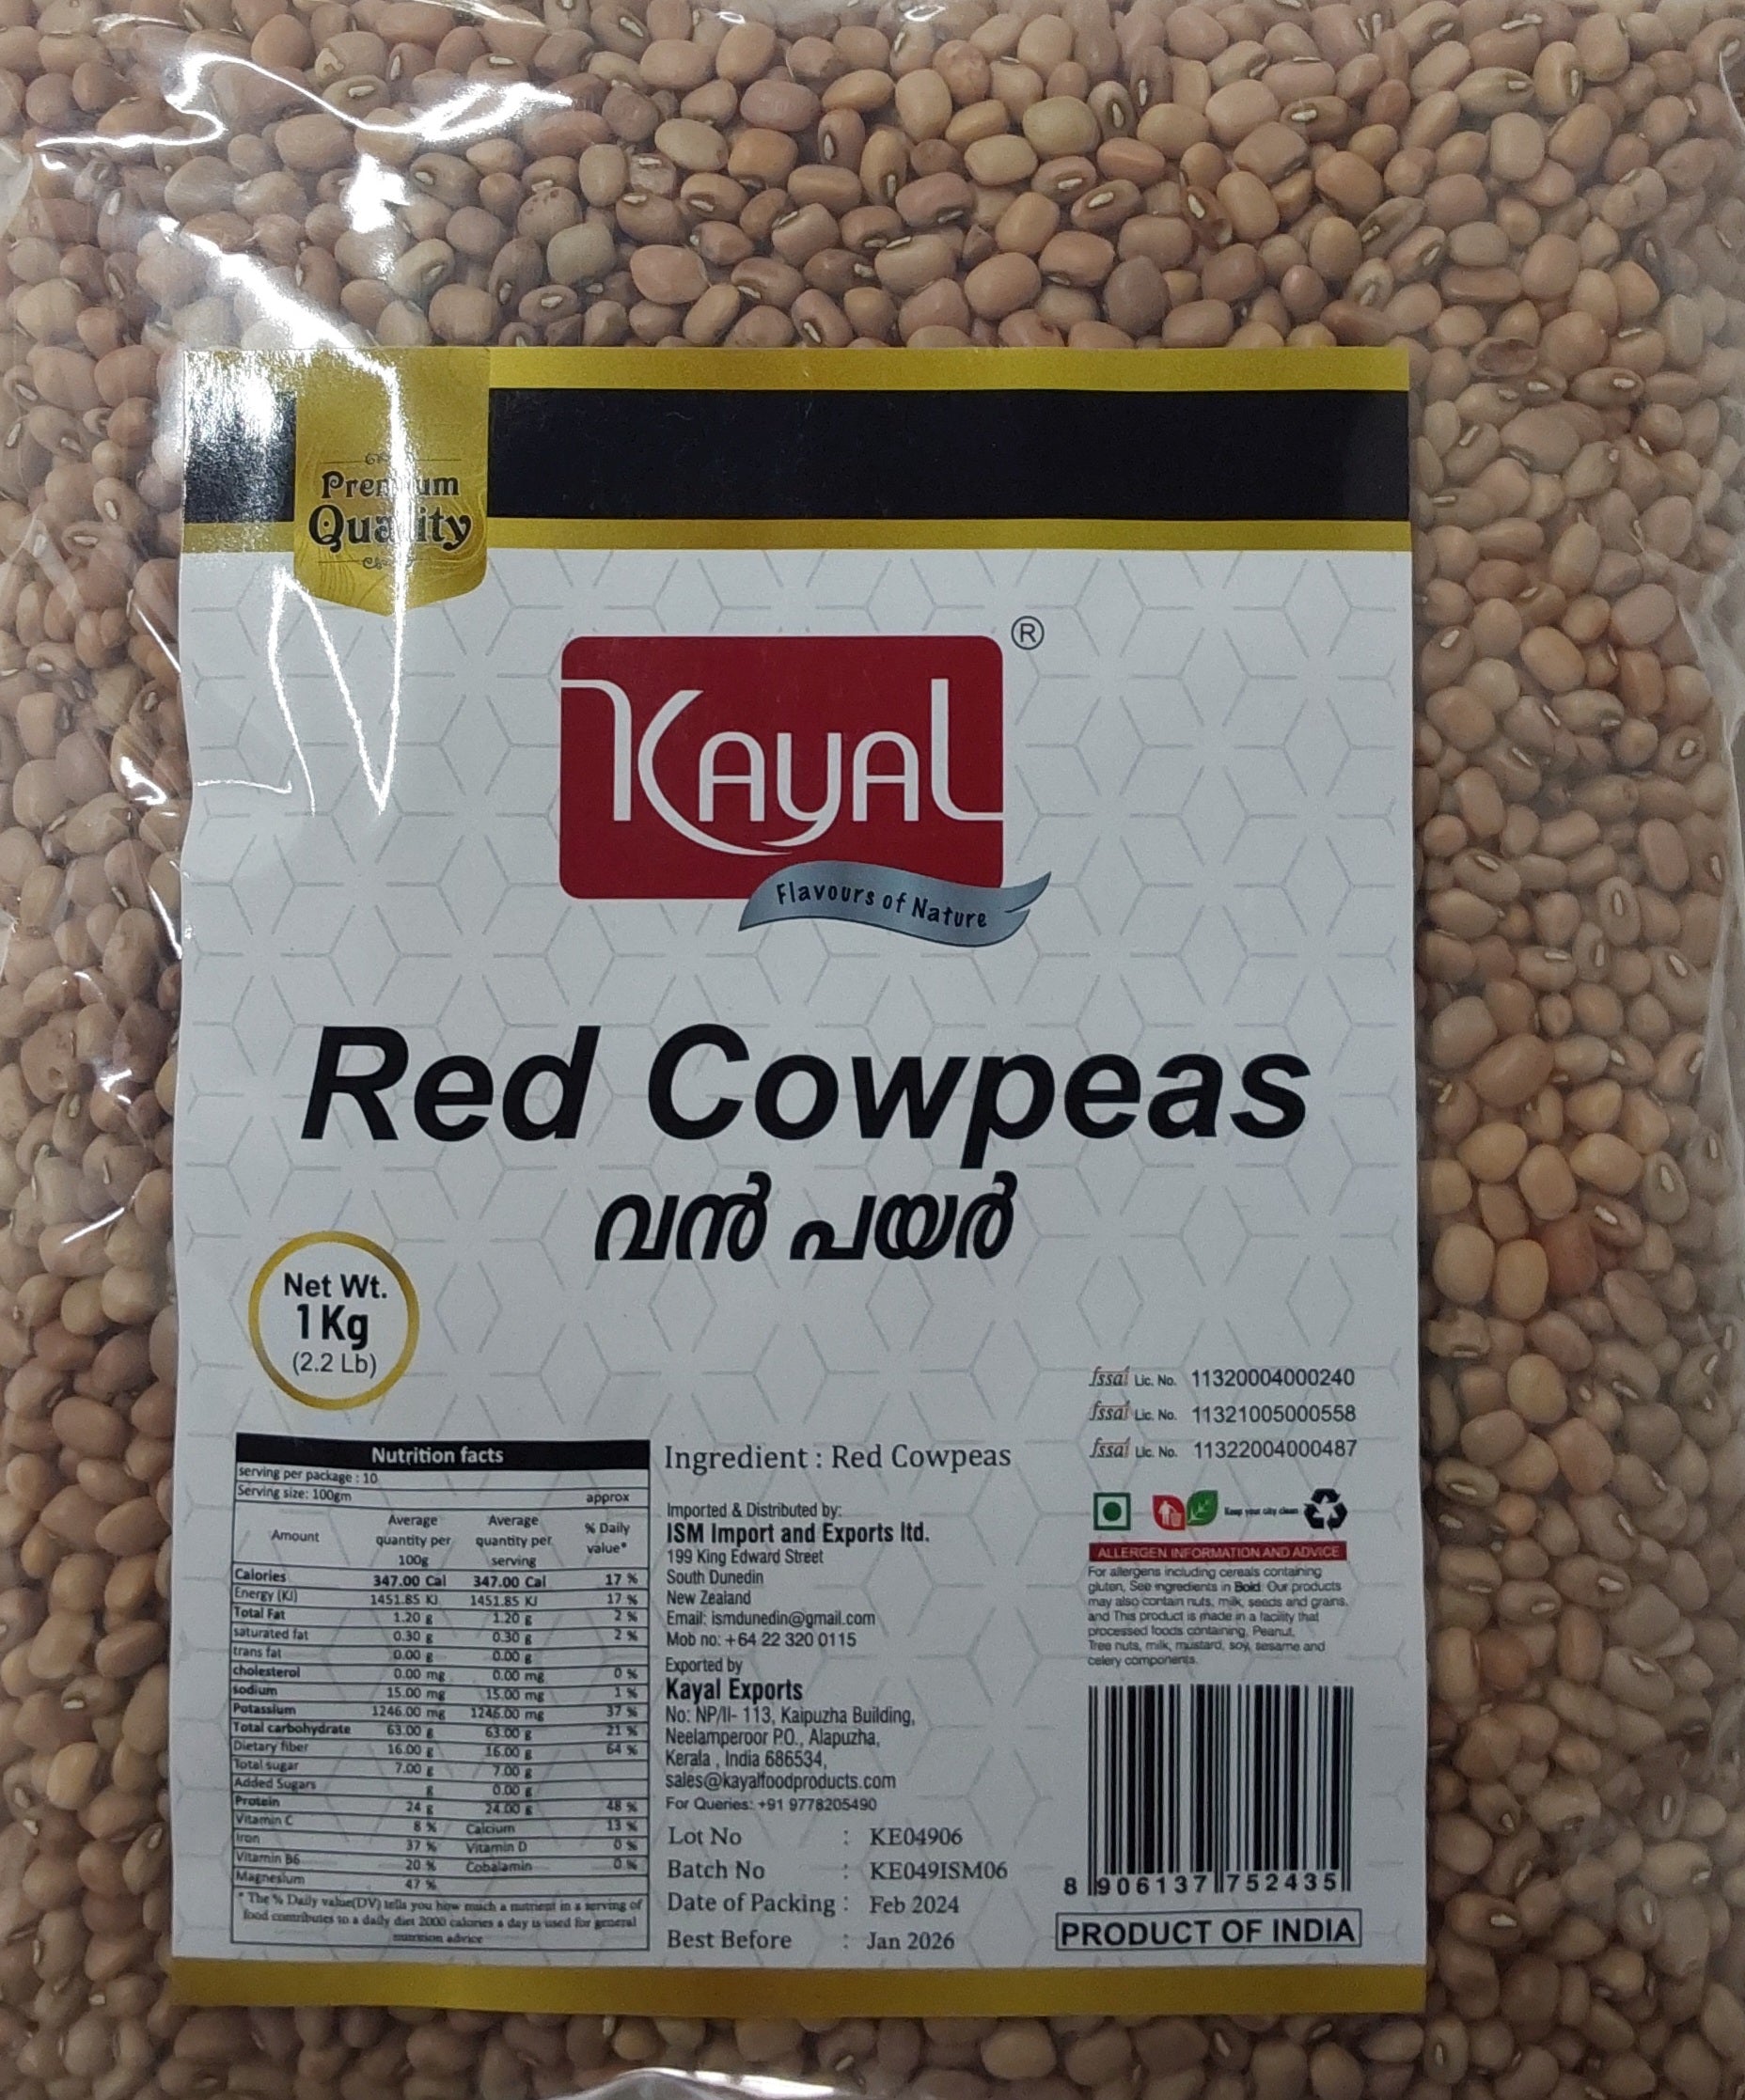 Premium
Quality
KAYAL
®
Flavours of Nature
Red Cowpeas
വൻ പയർ
Net Wt.
1 Kg
(2.2 Lb)
fssai Lic. No. 11320004000240
fssai Lic. No. 11321005000558
fssai Lic. No. 11322004000487
Nutrition facts
serving per package : 10
Serving size: 100gm approx
Amount Average quantity per 100g Average quantity per serving % Daily value*
Calories 347.00 Cal 347.00 Cal 17 %
Energy (KJ) 1451.85 KJ 1451.85 KJ 17 %
Total Fat 1.20 g 1.20 g 2 %
saturated fat 0.30 g 0.30 g 2 %
trans fat 0.00 g 0.00 g
cholesterol 0.00 mg 0.00 mg 0 %
sodium 15.00 mg 15.00 mg 1 %
Potassium 1246.00 mg 1246.00 mg 37 %
Total carbohydrate 63.00 g 63.00 g 21 %
Dietary fiber 16.00 g 16.00 g 64 %
Total sugar 7.00 g 7.00 g
Added Sugars g 0.00 g
Protein 24 g 24.00 g 48 %
Vitamin C 8 % Calcium 13 %
Iron 37 % Vitamin D 0 %
Vitamin B6 20 % Cobalamin 0 %
Magnesium 47 %
* The % Daily value(DV) tells you how much a nutrient in a serving of
food contributes to a daily diet 2000 calories a day is used for general
nutrition advice
Ingredient : Red Cowpeas
Imported & Distributed by:
ISM Import and Exports ltd.
199 King Edward Street
South Dunedin
New Zealand
Email: ismdunedin@gmail.com
Mob no: +64 22 320 0115
Exported by
Kayal Exports
No: NP/II- 113, Kaipuzha Building,
Neelamperoor P.O., Alapuzha,
Kerala , India 686534,
sales@kayalfoodproducts.com
For Queries: +91 9778205490
Lot No : KE04906
Batch No : KE049ISM06
Date of Packing : Feb 2024
Best Before : Jan 2026
Keep your city clean
ALLERGEN INFORMATION AND ADVICE
For allergens including cereals containing
gluten, See ingredients in Bold. Our products
may also contain nuts, milk, seeds and grains.
and This product is made in a facility that
processed foods containing, Peanut,
Tree nuts, milk, mustard, soy, sesame and
celery components.
8 906137 752435
PRODUCT OF INDIA